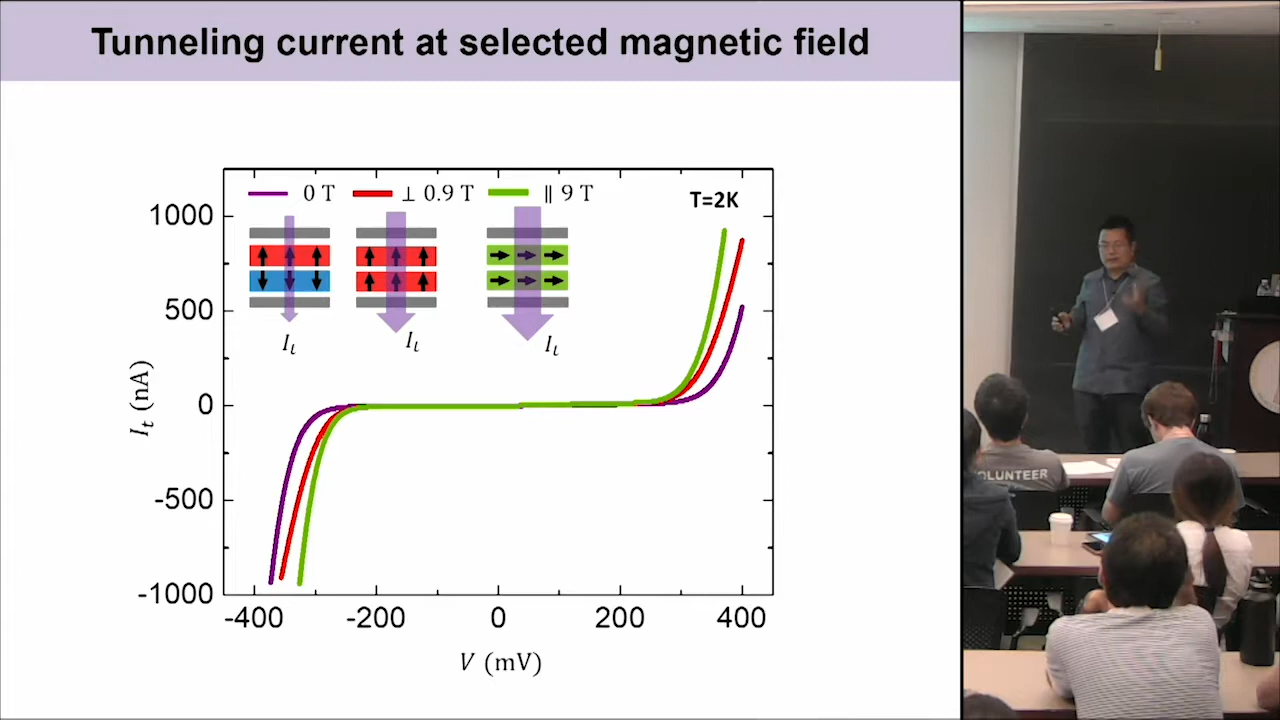 Tunneling current at selected magnetic field
0 T
⊥ 0.9 T
∥ 9 T
T=2K
I_t
I_t
I_t
1000
500
0
-500
-1000
I_t (nA)
-400
-200
0
200
400
V (mV)
OLUNTEER